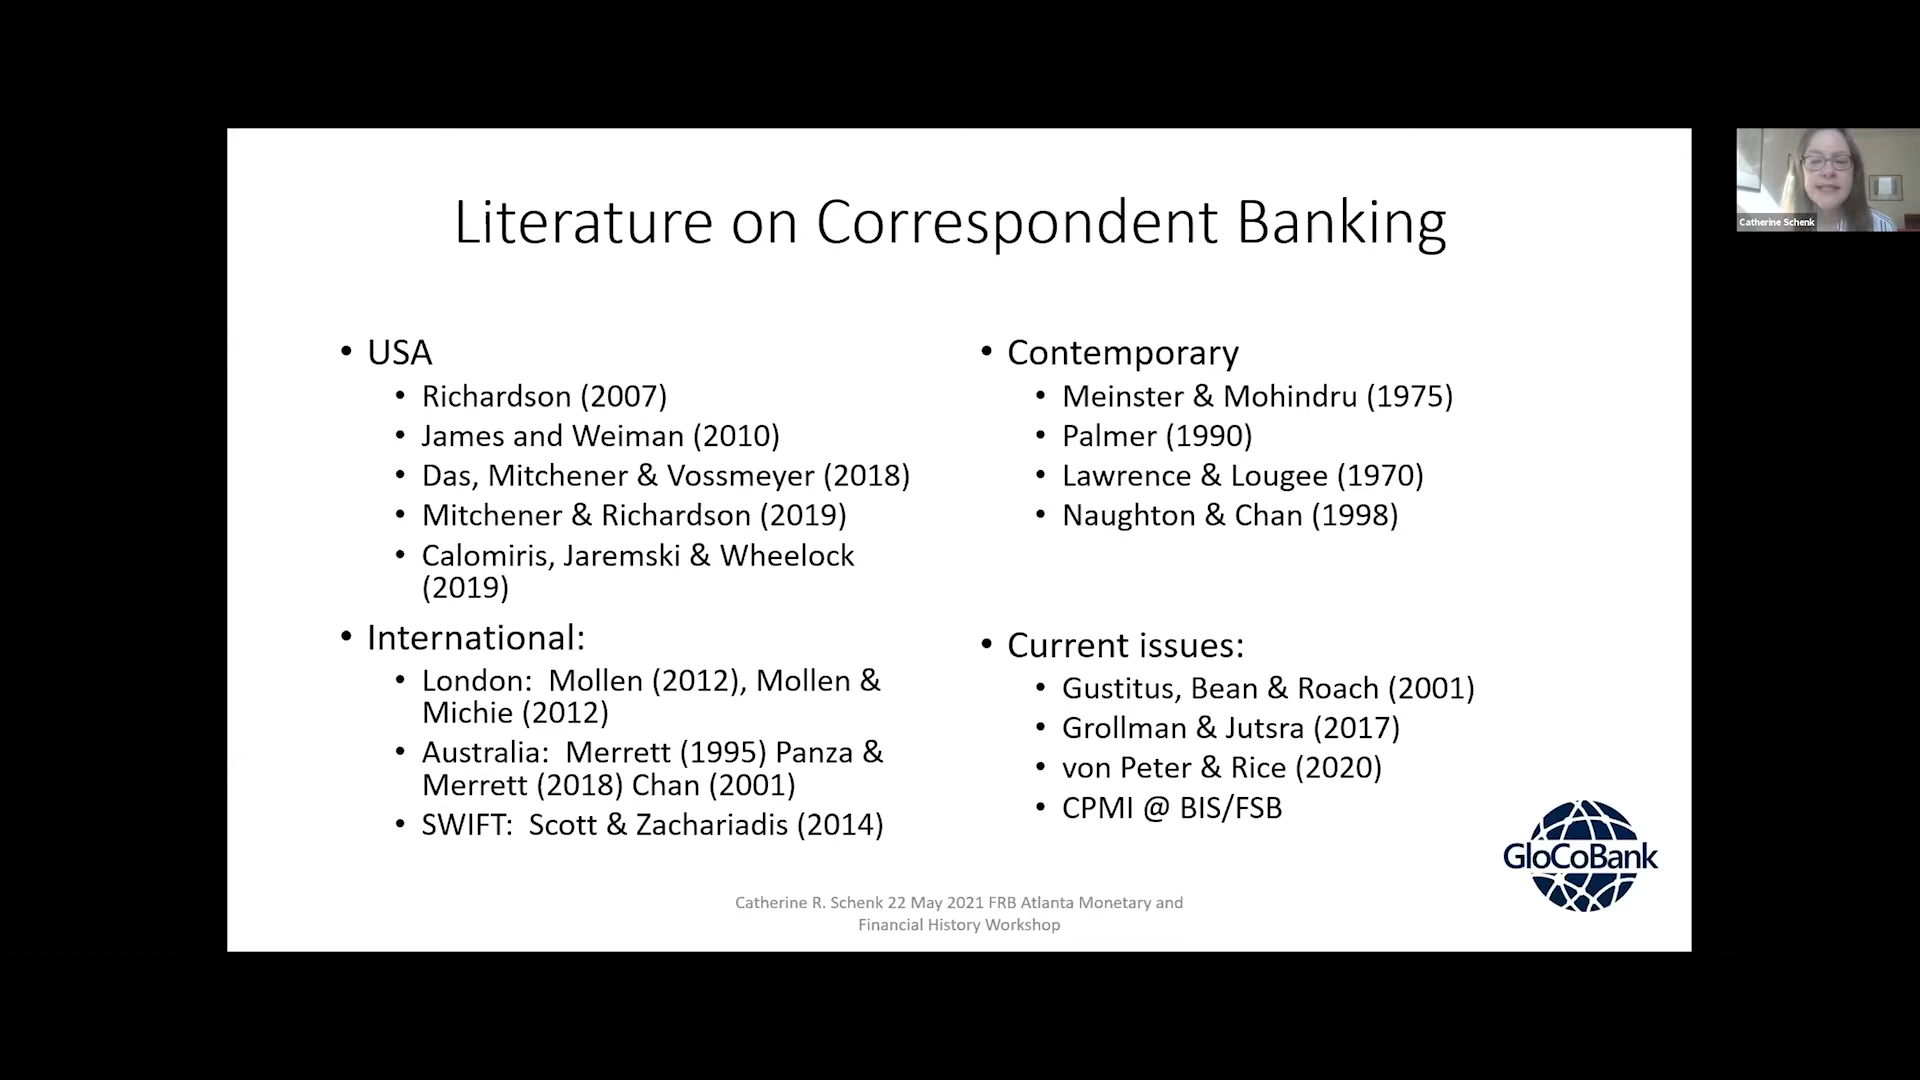 Literature on Correspondent Banking
• USA
• Richardson (2007)
• James and Weiman (2010)
• Das, Mitchener & Vossmeyer (2018)
• Mitchener & Richardson (2019)
• Calomiris, Jaremski & Wheelock
(2019)
• International:
• London: Mollen (2012), Mollen &
Michie (2012)
• Australia: Merrett (1995) Panza &
Merrett (2018) Chan (2001)
• SWIFT: Scott & Zachariadis (2014)
• Contemporary
• Meinster & Mohindru (1975)
• Palmer (1990)
• Lawrence & Lougee (1970)
• Naughton & Chan (1998)
• Current issues:
• Gustitus, Bean & Roach (2001)
• Grollman & Jutsra (2017)
• von Peter & Rice (2020)
• CPMI @ BIS/FSB
GloCoBank
Catherine R. Schenk 22 May 2021 FRB Atlanta Monetary and
Financial History Workshop
Catherine Schenk